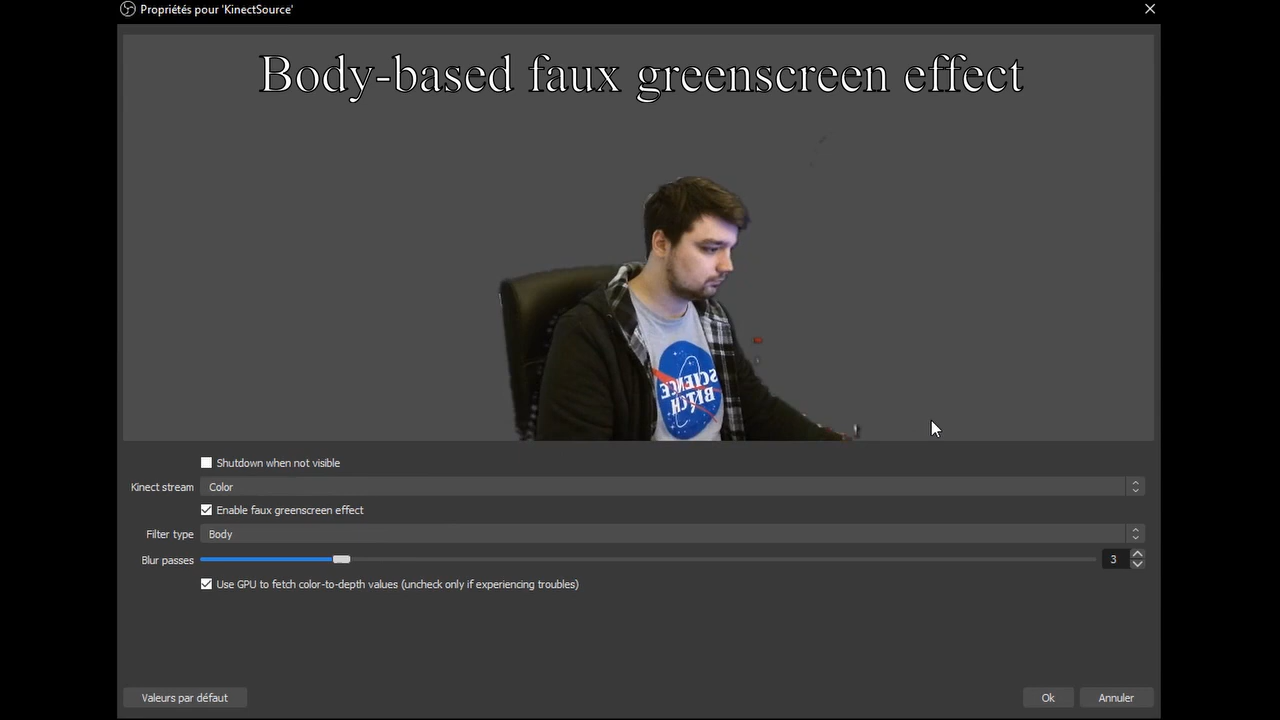 Propriétés pour 'KinectSource'
Body-based faux greenscreen effect
SCIENCE
BITCH
Shutdown when not visible
Kinect stream Color
Enable faux greenscreen effect
Filter type Body
Blur passes 3
Use GPU to fetch color-to-depth values (uncheck only if experiencing troubles)
Valeurs par défaut Ok Annuler